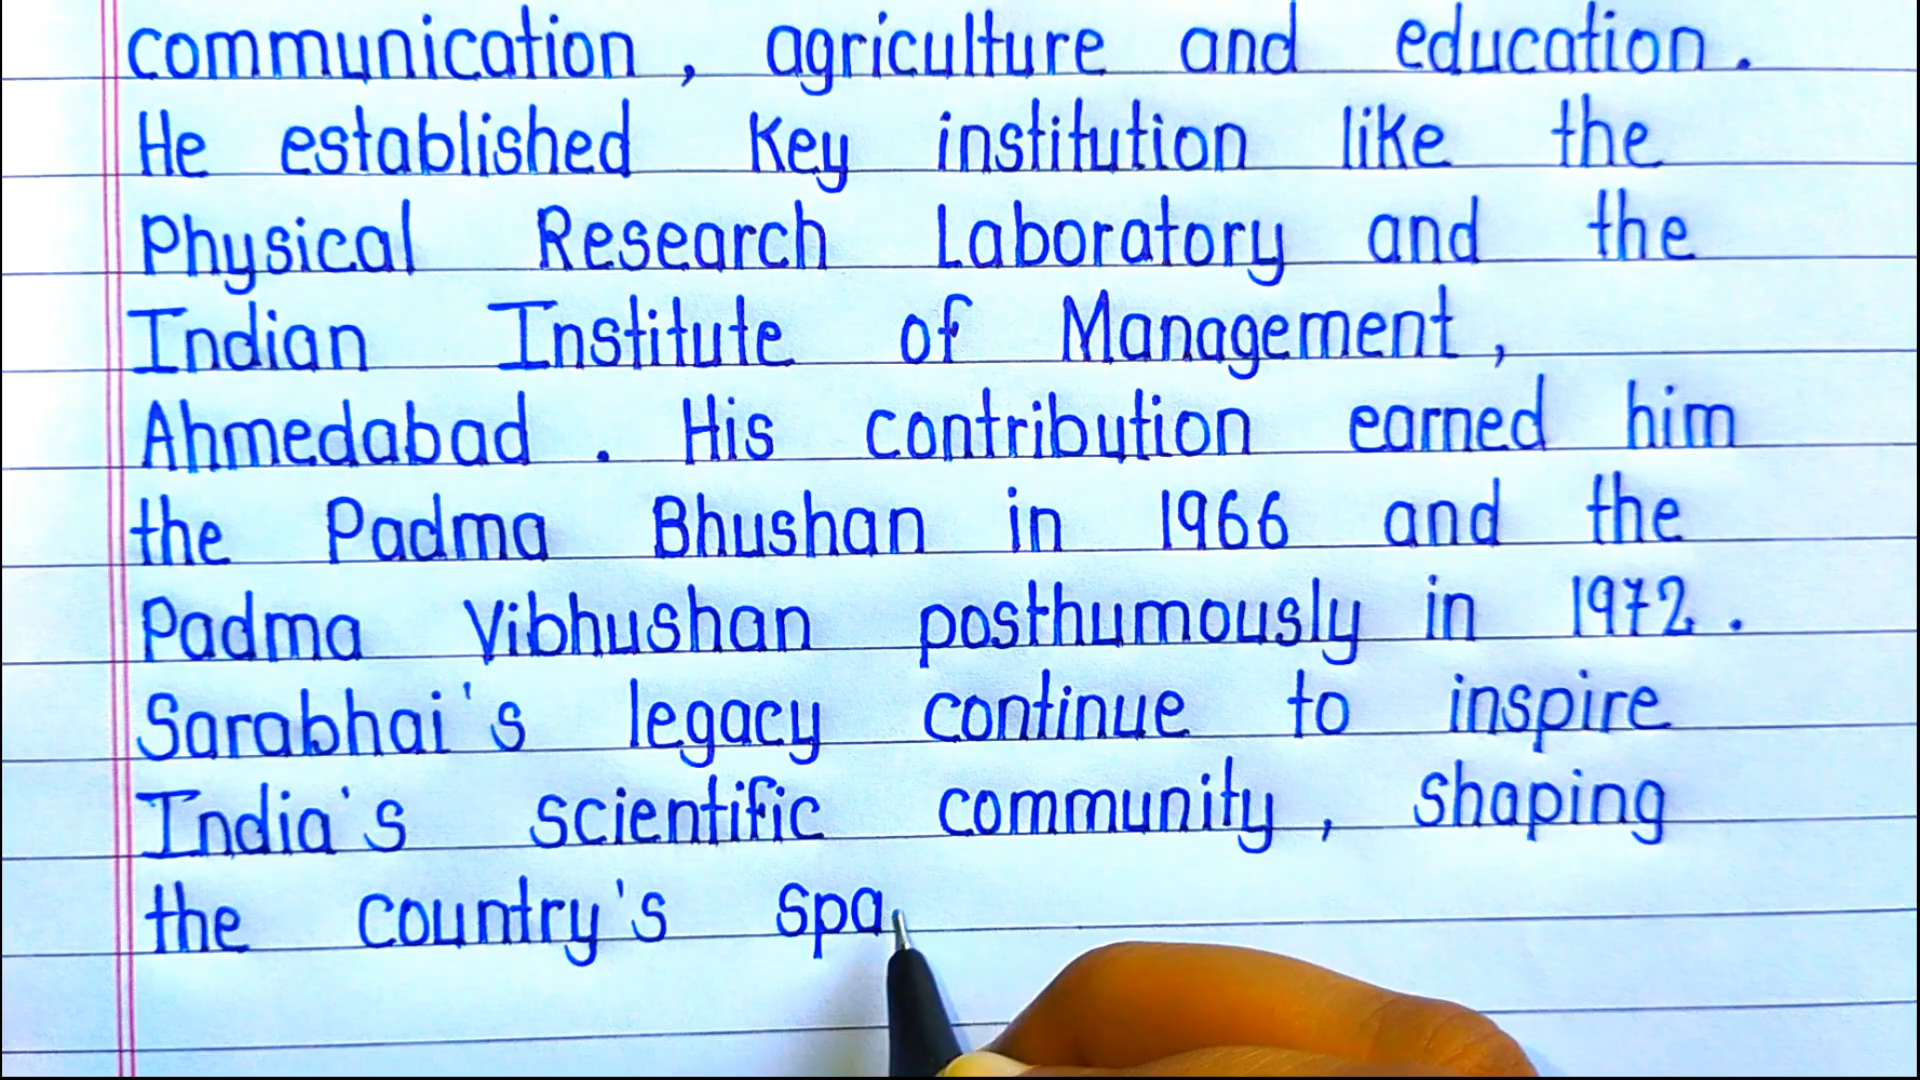 communication, agriculture and education.
He established Key institution like the
Physical Research Laboratory and the
Indian Institute of Management,
Ahmedabad. His contribution earned him
the Padma Bhushan in 1966 and the
Padma Vibhushan posthumously in 1972.
Sarabhai's legacy continue to inspire
India's scientific community, shaping
the country's spa